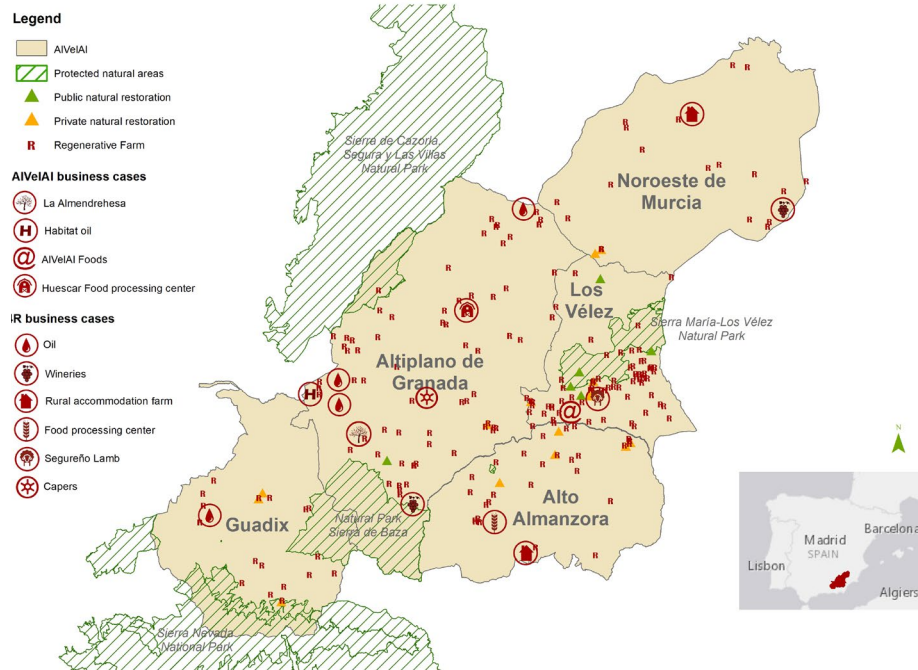 Legend
AlVelAl
Protected natural areas
Public natural restoration
Private natural restoration
R Regenerative Farm
AlVelAl business cases
La Almendrehesa
H Habitat oil
@ AlVelAl Foods
Huescar Food processing center
4R business cases
Oil
Wineries
Rural accommodation farm
Food processing center
Segureño Lamb
Capers
Sierra de Cazorla,
Segura y Las Villas
Natural Park
Noroeste de
Murcia
Los
Vélez
Sierra María-Los Vélez
Natural Park
Altiplano de
Granada
Alto
Almanzora
Guadix
Natural Park
Sierra de Baza
Sierra Nevada
National Park
N
Madrid
SPAIN
Barcelona
Lisbon
Algiers